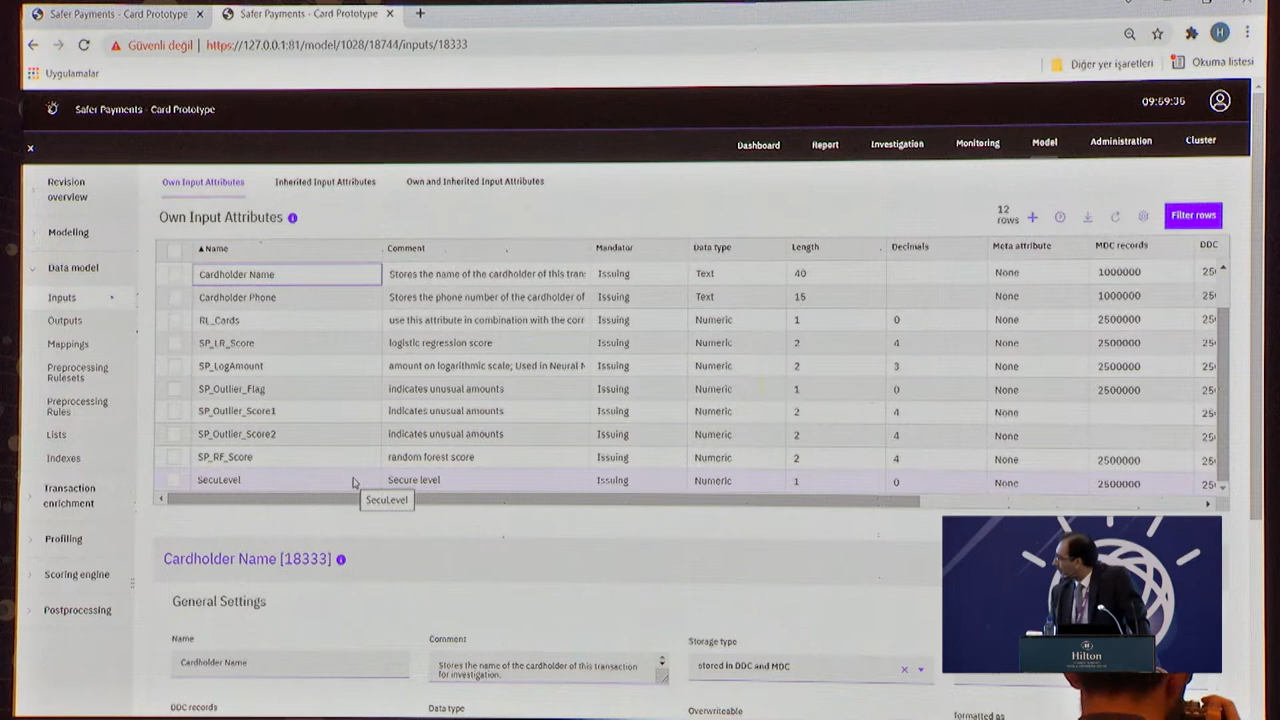 Safer Payments - Card Prototype × Safer Payments - Card Prototype × +
Güvenli değil | https://127.0.0.1:81/model/1028/18744/inputs/18333 H
Uygulamalar Diğer yer işaretleri Okuma listesi
Safer Payments - Card Prototype 09:59:36
× Dashboard Report Investigation Monitoring Model Administration Cluster
Revision overview
Modeling
Data model
Inputs
Outputs
Mappings
Preprocessing Rulesets
Preprocessing Rules
Lists
Indexes
Transaction enrichment
Profiling
Scoring engine
Postprocessing
Own Input Attributes Inherited Input Attributes Own and Inherited Input Attributes
Own Input Attributes 12 rows Filter rows
Name Comment Mandator Data type Length Decimals Meta attribute MDC records DDC
Cardholder Name Stores the name of the cardholder of this tran Issuing Text 40 None 1000000 25
Cardholder Phone Stores the phone number of the cardholder of Issuing Text 15 None 1000000 25
RL_Cards use this attribute in combination with the corr Issuing Numeric 1 0 None 2500000 25
SP_LR_Score logistic regression score Issuing Numeric 2 4 None 2500000 25
SP_LogAmount amount on logarithmic scale; Used in Neural N Issuing Numeric 2 3 None 2500000 25
SP_Outlier_Flag indicates unusual amounts Issuing Numeric 1 0 None 2500000 25
SP_Outlier_Score1 indicates unusual amounts Issuing Numeric 2 4 None 25
SP_Outlier_Score2 indicates unusual amounts Issuing Numeric 2 4 None 25
SP_RF_Score random forest score Issuing Numeric 2 4 None 2500000 25
SecuLevel Secure level Issuing Numeric 1 0 None 2500000 25
SecuLevel
Cardholder Name [18333]
General Settings
Name Comment Storage type
Cardholder Name Stores the name of the cardholder of this transaction for investigation. stored in DDC and MDC
DDC records Data type Overwriteable formatted as
Hilton